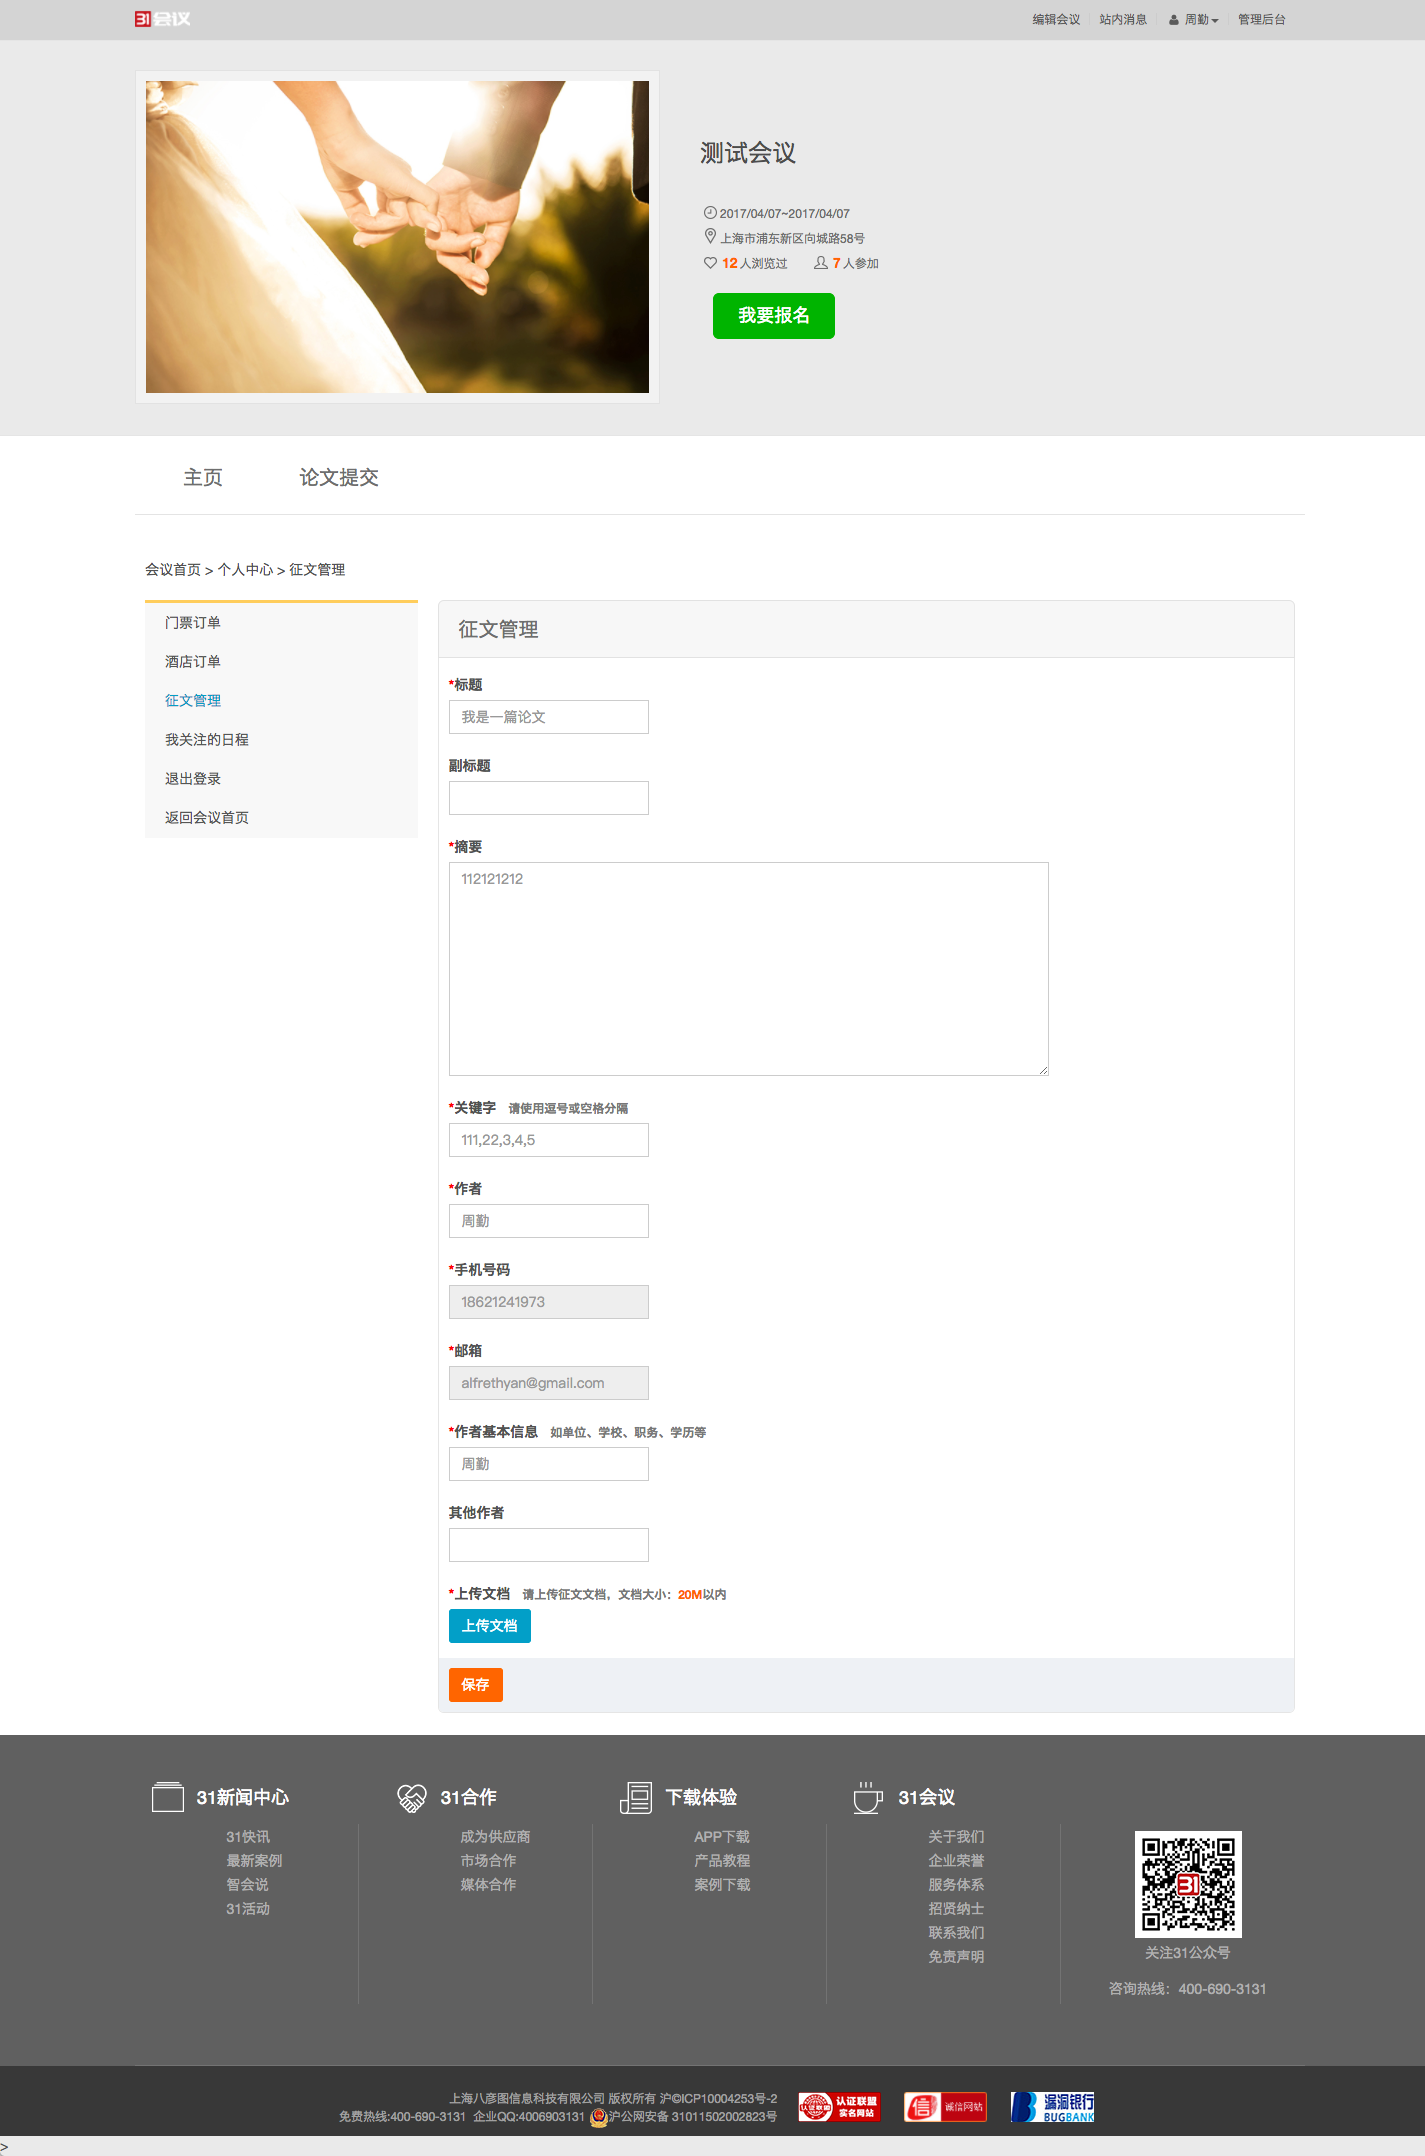 31会议
编辑会议 站内消息 周勤 管理后台
测试会议
2017/04/07~2017/04/07
上海市浦东新区向城路58号
12 人浏览过 7 人参加
我要报名
主页 论文提交
会议首页 > 个人中心 > 征文管理
门票订单
酒店订单
征文管理
我关注的日程
退出登录
返回会议首页
征文管理
*标题
我是一篇论文
副标题
*摘要
112121212
*关键字 请使用逗号或空格分隔
111,22,3,4,5
*作者
周勤
*手机号码
18621241973
*邮箱
alfrethyan@gmail.com
*作者基本信息 如单位、学校、职务、学历等
周勤
其他作者
*上传文档 请上传征文文档，文档大小：20M以内
上传文档
保存
31新闻中心
31快讯
最新案例
智会说
31活动
31合作
成为供应商
市场合作
媒体合作
下载体验
APP下载
产品教程
案例下载
31会议
关于我们
企业荣誉
服务体系
招贤纳士
联系我们
免责声明
31
关注31公众号
咨询热线：400-690-3131
上海八彦图信息科技有限公司 版权所有 沪©ICP10004253号-2
免费热线:400-690-3131 企业QQ:4006903131 沪公网安备 31011502002823号
认证联盟
认证联盟
实名网站
信 诚信网站
漏洞银行
BUGBANK
>